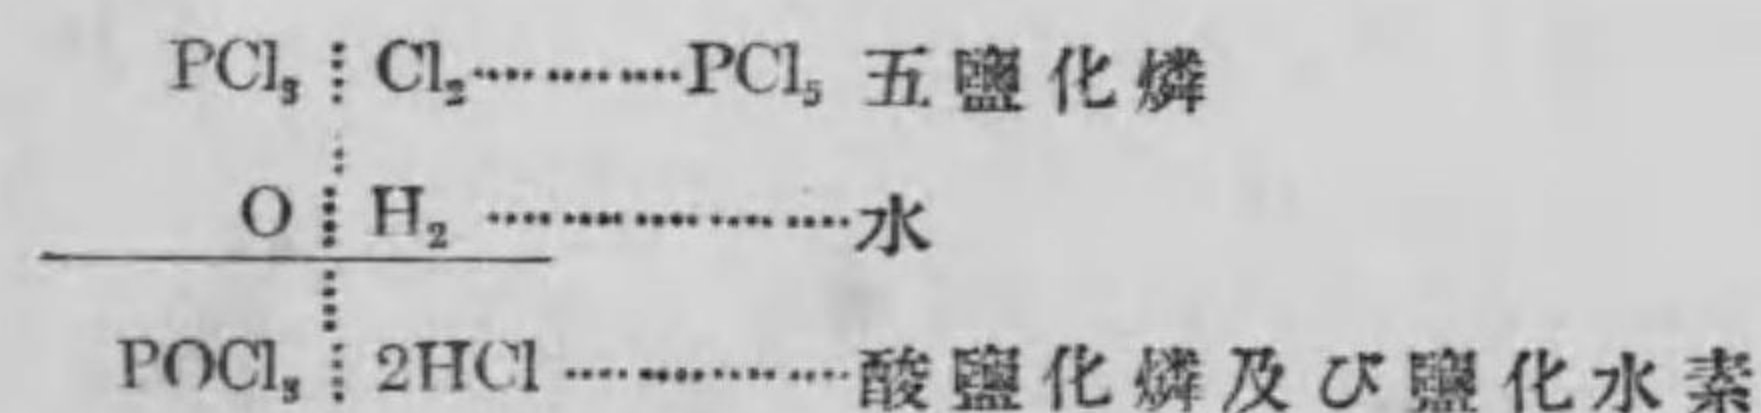 PCl₃ ⋮ Cl₂⋯⋯⋯⋯PCl₅ 五鹽化燐
O ⋮ H₂ ⋯⋯⋯⋯⋯水
POCl₃ ⋮ 2HCl ⋯⋯⋯⋯酸鹽化燐及び鹽化水素